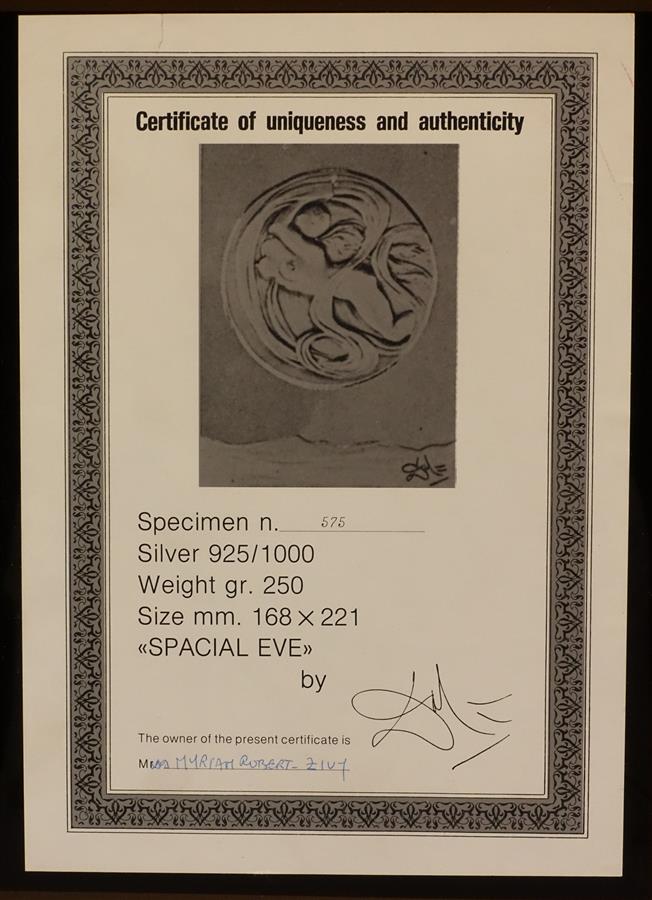 Certificate of uniqueness and authenticity
Specimen n. 575
Silver 925/1000
Weight gr. 250
Size mm. 168 × 221
«SPACIAL EVE»
by
The owner of the present certificate is
MYRIAM ROBERT-